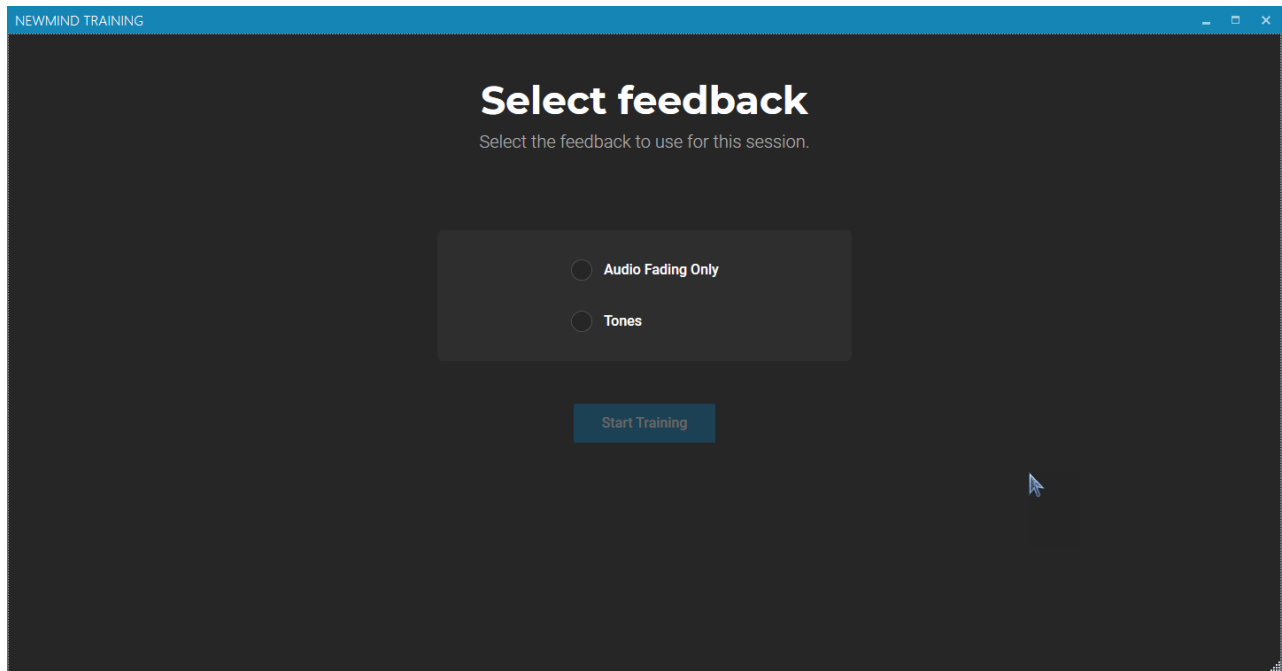 NEWMIND TRAINING
Select feedback
Select the feedback to use for this session.
Audio Fading Only
Tones
Start Training